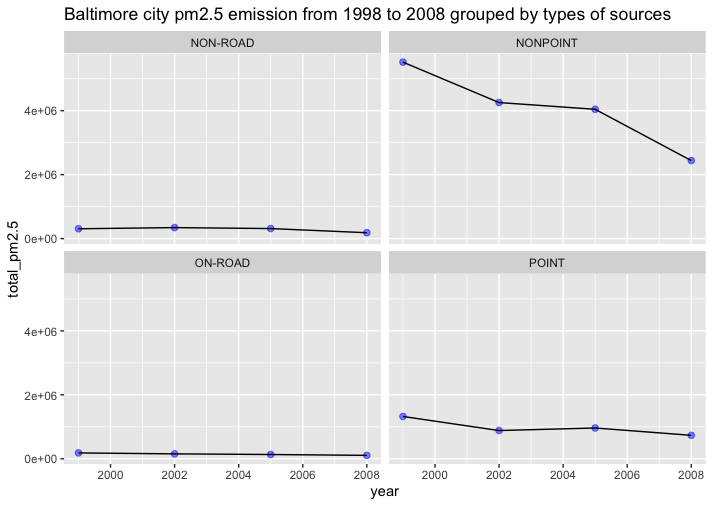 Baltimore city pm2.5 emission from 1998 to 2008 grouped by types of sources
NON-ROAD
NONPOINT
4e+06
2e+06
0e+00
ON-ROAD
POINT
4e+06
2e+06
0e+00
total_pm2.5
2000 2002 2004 2006 2008
2000 2002 2004 2006 2008
year